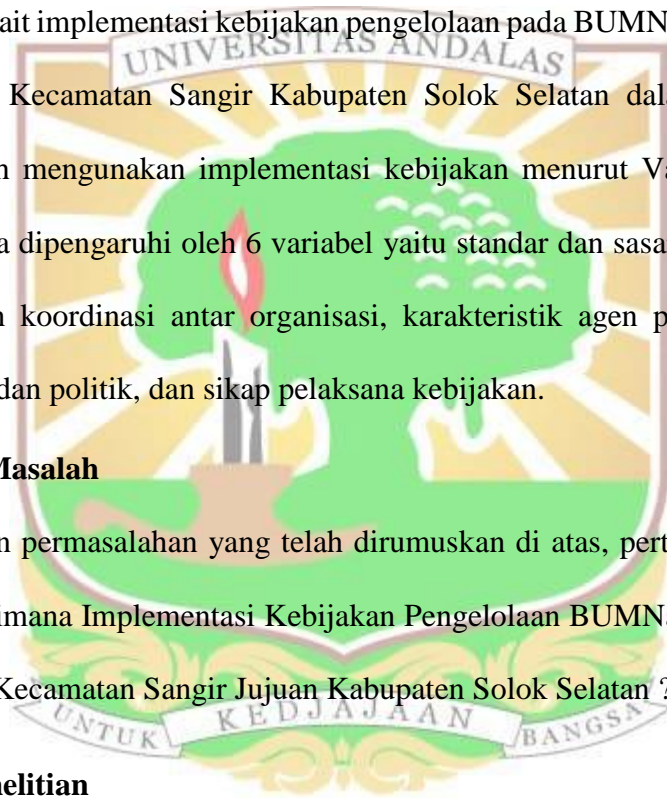 ait implementasi kebijakan pengelolaan pada BUMN
UNIVERSITAS ANDALAS
Kecamatan Sangir Kabupaten Solok Selatan dala
n mengunakan implementasi kebijakan menurut Va
a dipengaruhi oleh 6 variabel yaitu standar dan sasa
n koordinasi antar organisasi, karakteristik agen p
dan politik, dan sikap pelaksana kebijakan.
Masalah
n permasalahan yang telah dirumuskan di atas, pert
imana Implementasi Kebijakan Pengelolaan BUMN
Kecamatan Sangir Jujuan Kabupaten Solok Selatan ?
UNTUK KEDJAJAAN BANGSA
nelitian